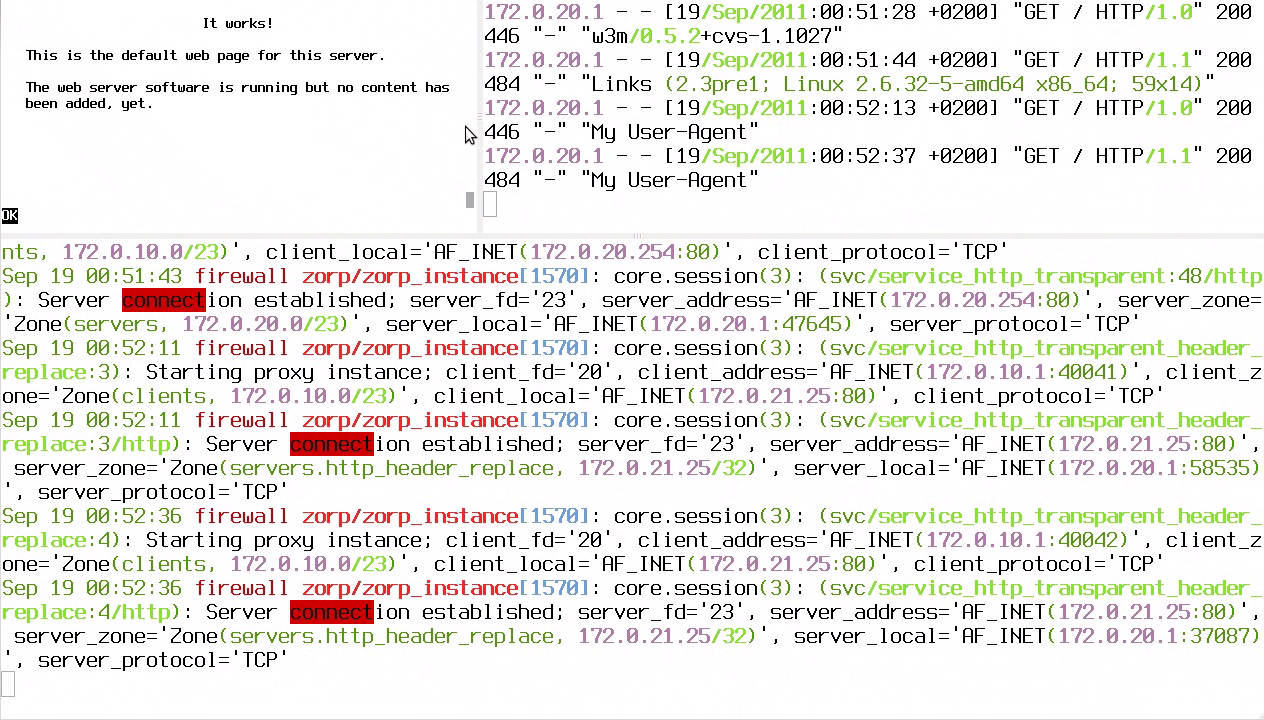 It works!
This is the default web page for this server.
The web server software is running but no content has
been added, yet.
OK
172.0.20.1 - - [19/Sep/2011:00:51:28 +0200] "GET / HTTP/1.0" 200
446 "-" "w3m/0.5.2+cvs-1.1027"
172.0.20.1 - - [19/Sep/2011:00:51:44 +0200] "GET / HTTP/1.1" 200
484 "-" "Links (2.3pre1; Linux 2.6.32-5-amd64 x86_64; 59x14)"
172.0.20.1 - - [19/Sep/2011:00:52:13 +0200] "GET / HTTP/1.0" 200
446 "-" "My User-Agent"
172.0.20.1 - - [19/Sep/2011:00:52:37 +0200] "GET / HTTP/1.1" 200
484 "-" "My User-Agent"
nts, 172.0.10.0/23)', client_local='AF_INET(172.0.20.254:80)', client_protocol='TCP'
Sep 19 00:51:43 firewall zorp/zorp_instance[1570]: core.session(3): (svc/service_http_transparent:48/http
): Server connection established; server_fd='23', server_address='AF_INET(172.0.20.254:80)', server_zone=
'Zone(servers, 172.0.20.0/23)', server_local='AF_INET(172.0.20.1:47645)', server_protocol='TCP'
Sep 19 00:52:11 firewall zorp/zorp_instance[1570]: core.session(3): (svc/service_http_transparent_header_
replace:3): Starting proxy instance; client_fd='20', client_address='AF_INET(172.0.10.1:40041)', client_z
one='Zone(clients, 172.0.10.0/23)', client_local='AF_INET(172.0.21.25:80)', client_protocol='TCP'
Sep 19 00:52:11 firewall zorp/zorp_instance[1570]: core.session(3): (svc/service_http_transparent_header_
replace:3/http): Server connection established; server_fd='23', server_address='AF_INET(172.0.21.25:80)',
 server_zone='Zone(servers.http_header_replace, 172.0.21.25/32)', server_local='AF_INET(172.0.20.1:58535)
', server_protocol='TCP'
Sep 19 00:52:36 firewall zorp/zorp_instance[1570]: core.session(3): (svc/service_http_transparent_header_
replace:4): Starting proxy instance; client_fd='20', client_address='AF_INET(172.0.10.1:40042)', client_z
one='Zone(clients, 172.0.10.0/23)', client_local='AF_INET(172.0.21.25:80)', client_protocol='TCP'
Sep 19 00:52:36 firewall zorp/zorp_instance[1570]: core.session(3): (svc/service_http_transparent_header_
replace:4/http): Server connection established; server_fd='23', server_address='AF_INET(172.0.21.25:80)',
 server_zone='Zone(servers.http_header_replace, 172.0.21.25/32)', server_local='AF_INET(172.0.20.1:37087)
', server_protocol='TCP'